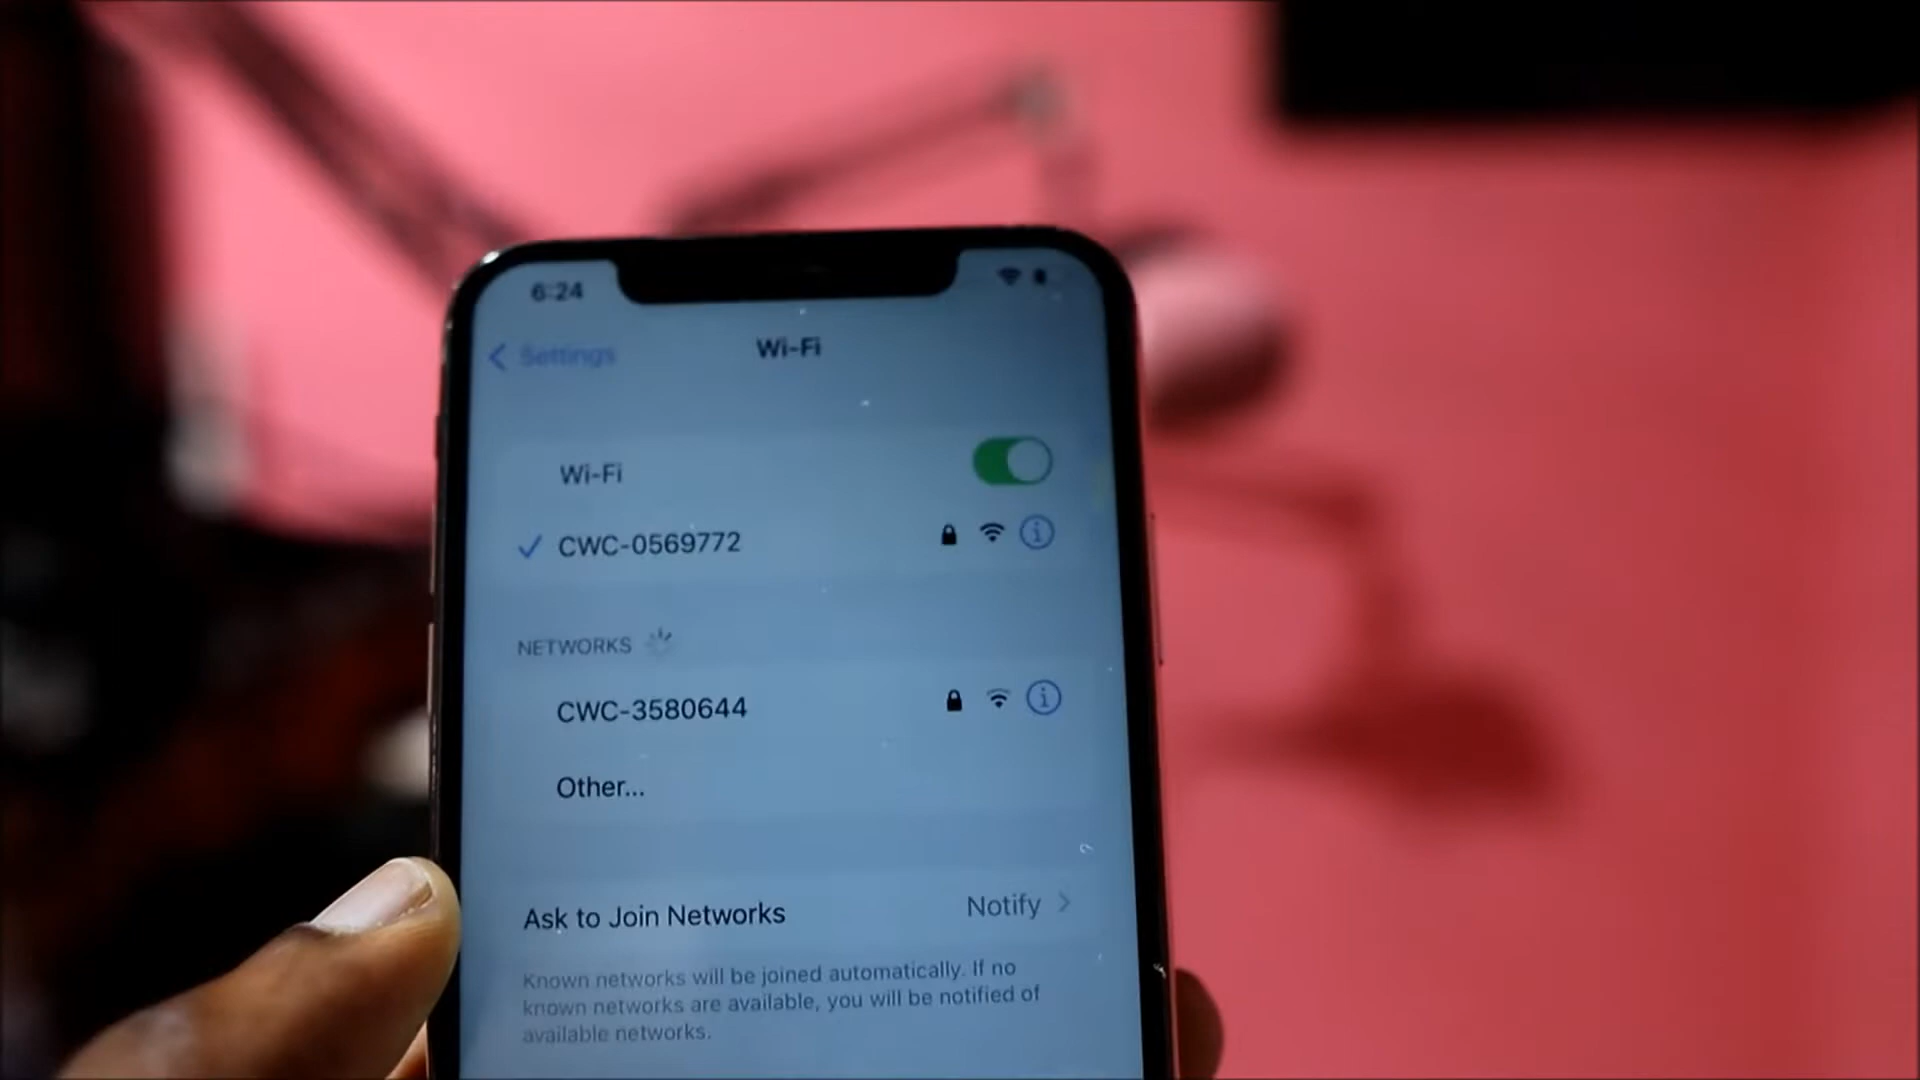 6:24
Settings
Wi-Fi
Wi-Fi
CWC-0569772
NETWORKS
CWC-3580644
Other...
Ask to Join Networks
Notify
Known networks will be joined automatically. If no
known networks are available, you will be notified of
available networks.